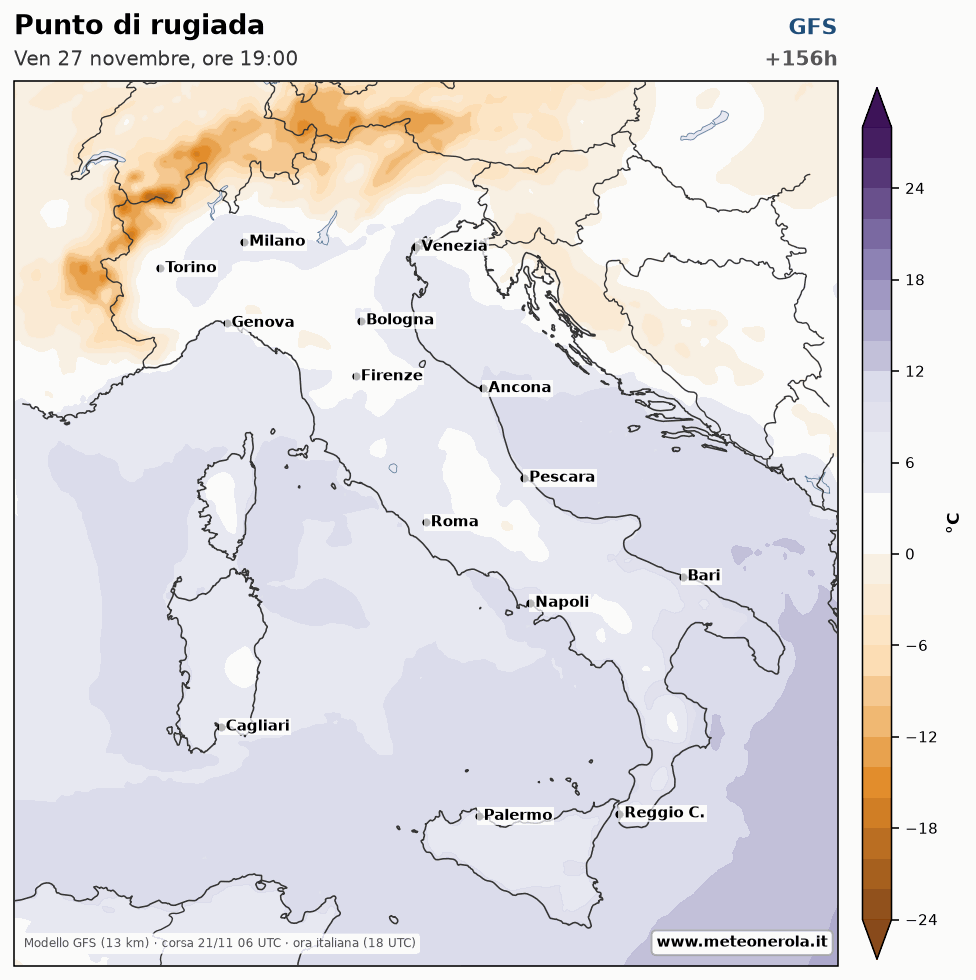 Punto di rugiada
GFS
Ven 27 novembre, ore 19:00
+156h
Milano
Venezia
Torino
Genova
Bologna
Firenze
Ancona
Pescara
Roma
Bari
Napoli
Cagliari
Palermo
Reggio C.
24
18
12
6
0
−6
−12
−18
−24
°C
Modello GFS (13 km) · corsa 21/11 06 UTC · ora italiana (18 UTC)
www.meteonerola.it